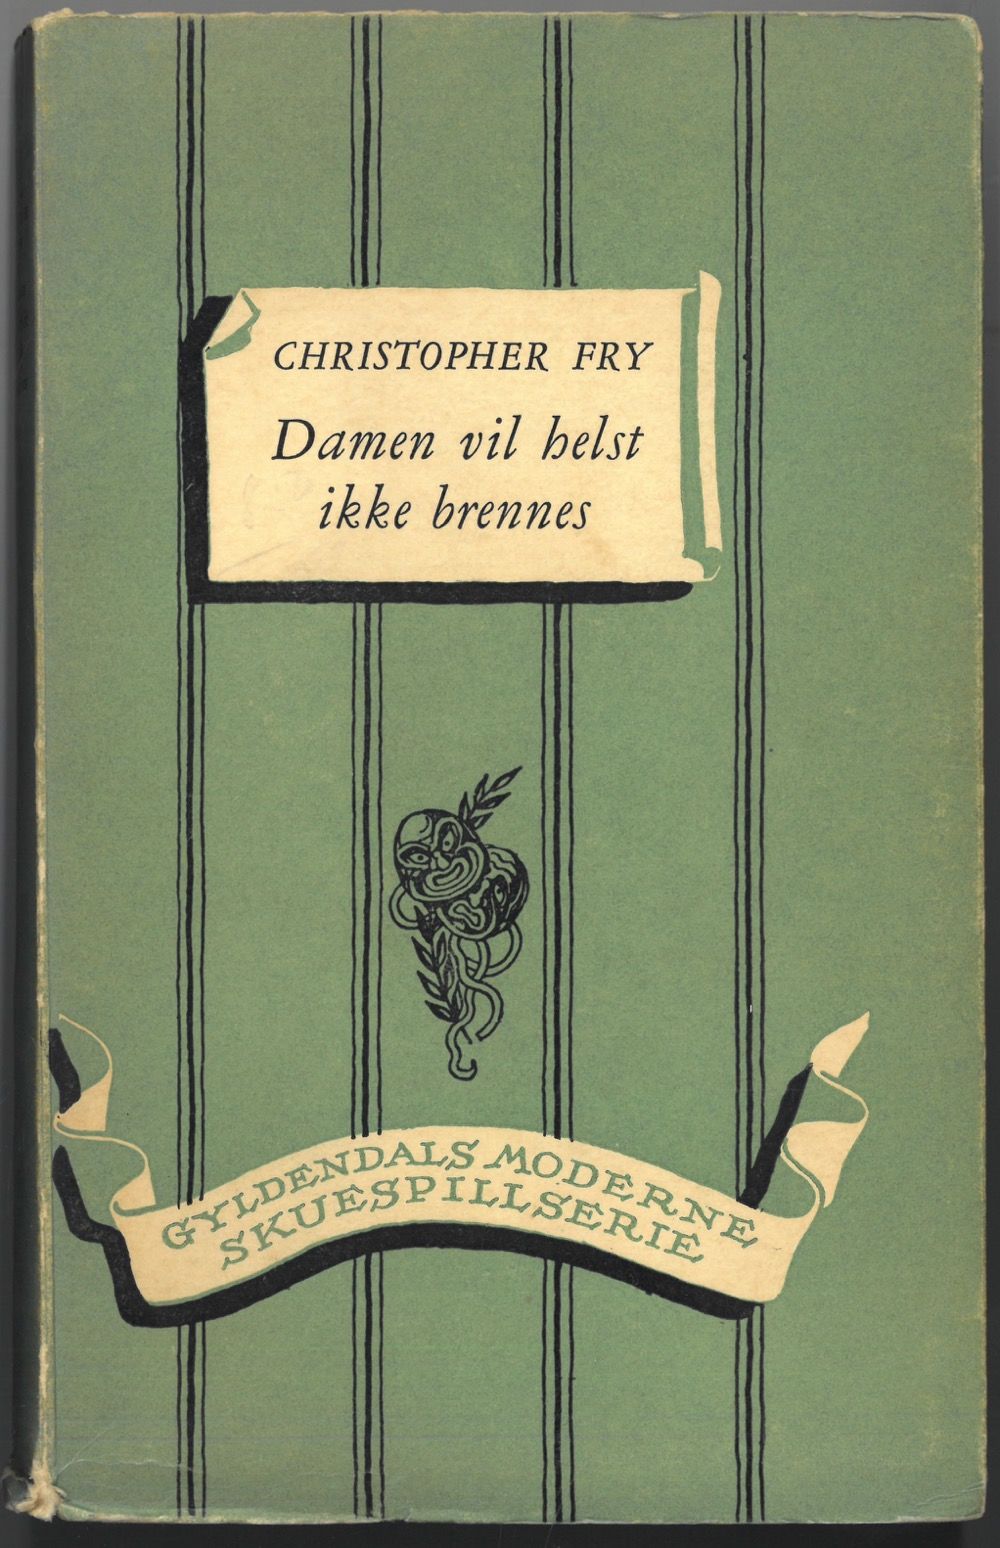 CHRISTOPHER FRY
Damen vil helst
ikke brennes
GYLDENDALS MODERNE
SKUESPILLSERIE